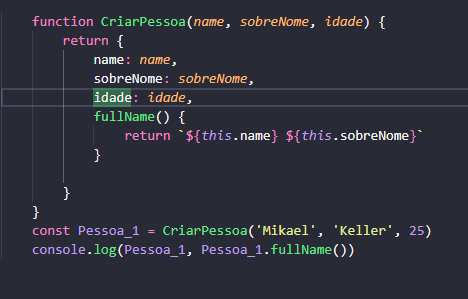 function CriarPessoa(name, sobreNome, idade) {
return {
name: name,
sobreNome: sobreNome,
idade: idade,
fullName() {
return `${this.name} ${this.sobreNome}`
}
}
}
const Pessoa_1 = CriarPessoa('Mikael', 'Keller', 25)
console.log(Pessoa_1, Pessoa_1.fullName())